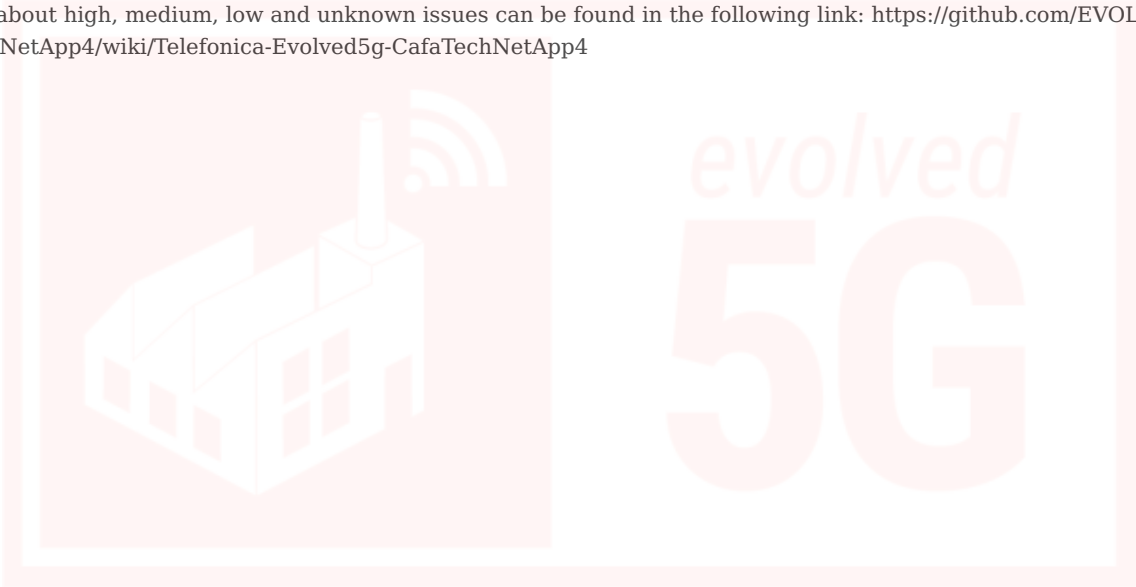 about high, medium, low and unknown issues can be found in the following link: https://github.com/EVOL
NetApp4/wiki/Telefonica-Evolved5g-CafaTechNetApp4
evolved
5G